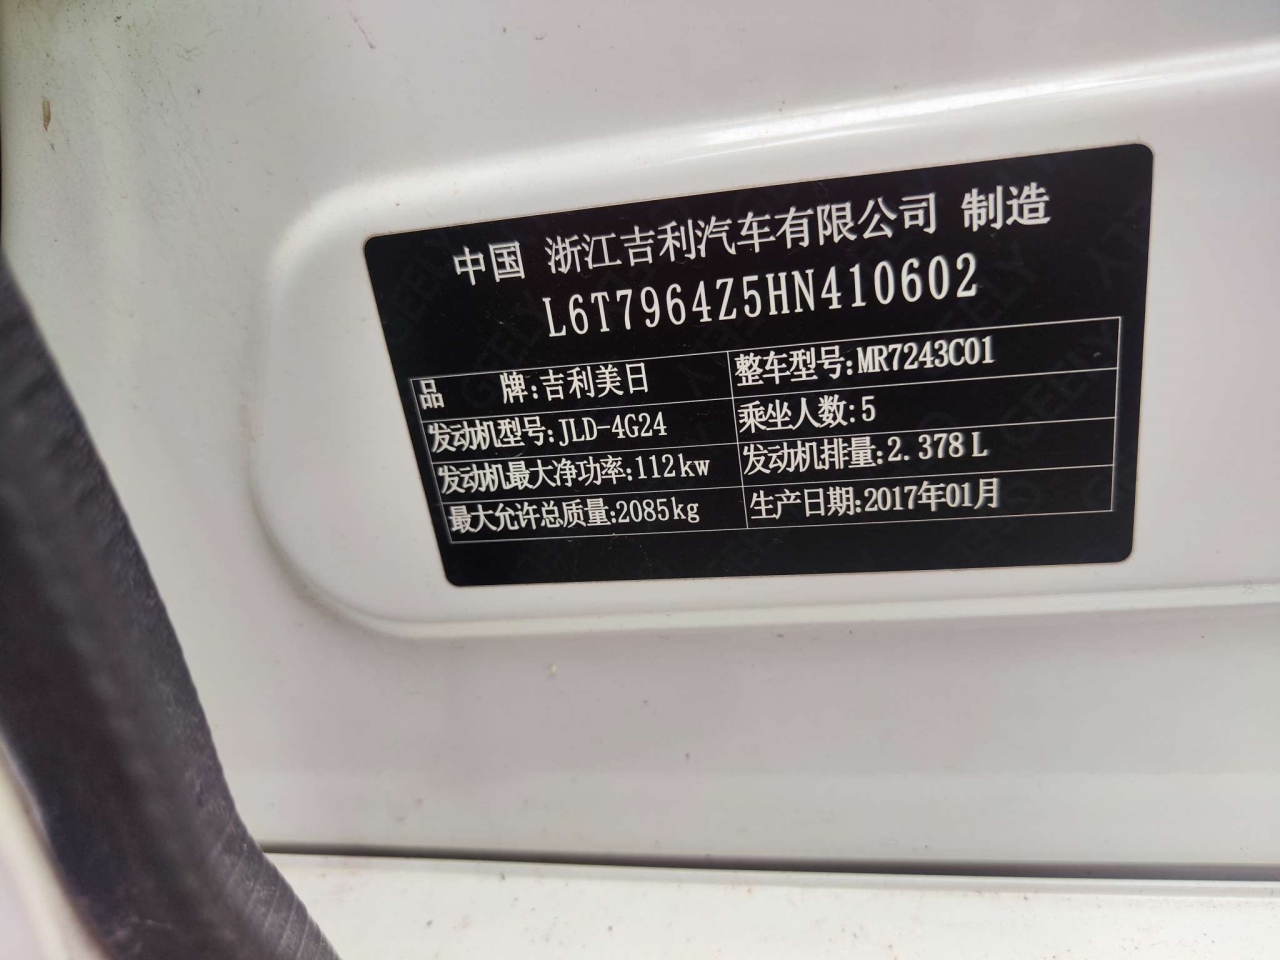 中国 浙江吉利汽车有限公司 制造
L6T7964Z5HN410602
品 牌:吉利美日 整车型号:MR7243C01
发动机型号:JLD-4G24 乘坐人数:5
发动机最大净功率:112kw 发动机排量:2.378L
最大允许总质量:2085kg 生产日期:2017年01月